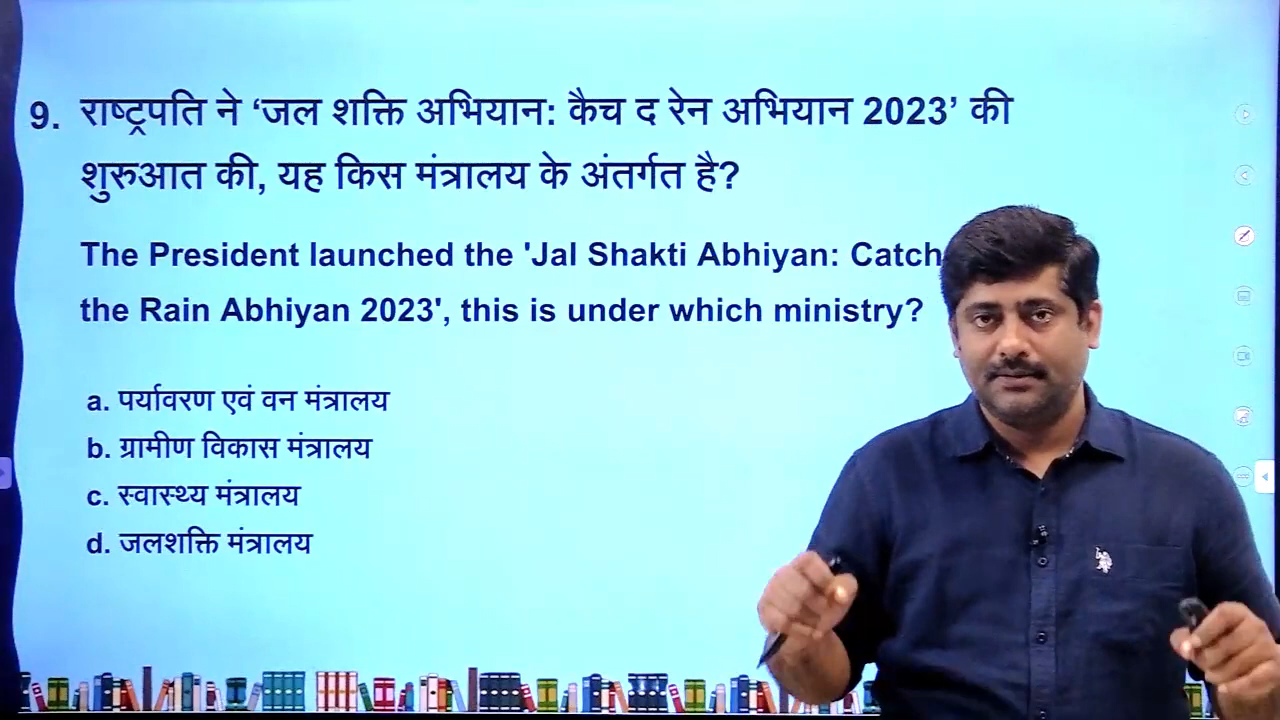 9. राष्ट्रपति ने ‘जल शक्ति अभियान: कैच द रेन अभियान 2023’ की
शुरुआत की, यह किस मंत्रालय के अंतर्गत है?
The President launched the 'Jal Shakti Abhiyan: Catch
the Rain Abhiyan 2023', this is under which ministry?
a. पर्यावरण एवं वन मंत्रालय
b. ग्रामीण विकास मंत्रालय
c. स्वास्थ्य मंत्रालय
d. जलशक्ति मंत्रालय